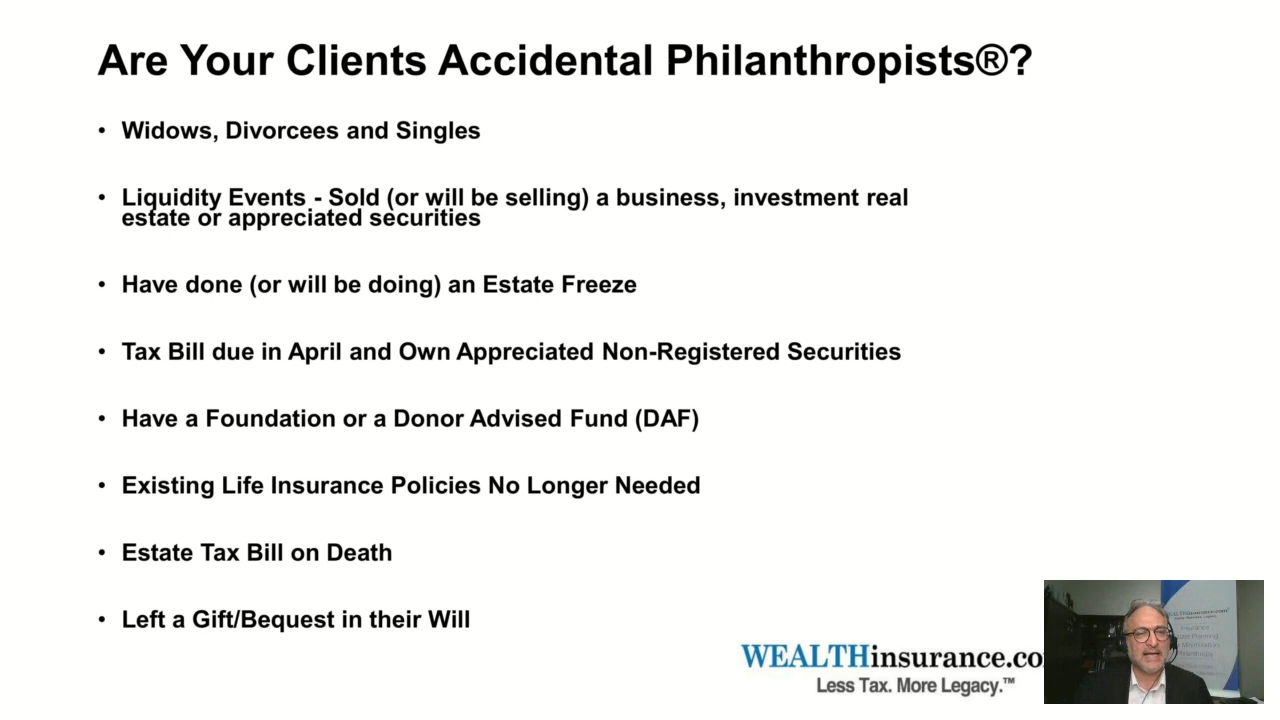 Are Your Clients Accidental Philanthropists®?
• Widows, Divorcees and Singles
• Liquidity Events - Sold (or will be selling) a business, investment real
estate or appreciated securities
• Have done (or will be doing) an Estate Freeze
• Tax Bill due in April and Own Appreciated Non-Registered Securities
• Have a Foundation or a Donor Advised Fund (DAF)
• Existing Life Insurance Policies No Longer Needed
• Estate Tax Bill on Death
• Left a Gift/Bequest in their Will
WEALTHinsurance.co
Less Tax. More Legacy.™
Insurance
Planning
Philanthropy